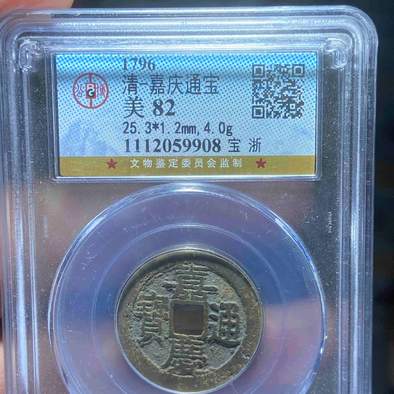 1796
清-嘉庆通宝
美 82
25.3*1.2mm,4.0g
1112059908 宝 浙
★ 文物鉴定委员会监制 ★
嘉慶通寶